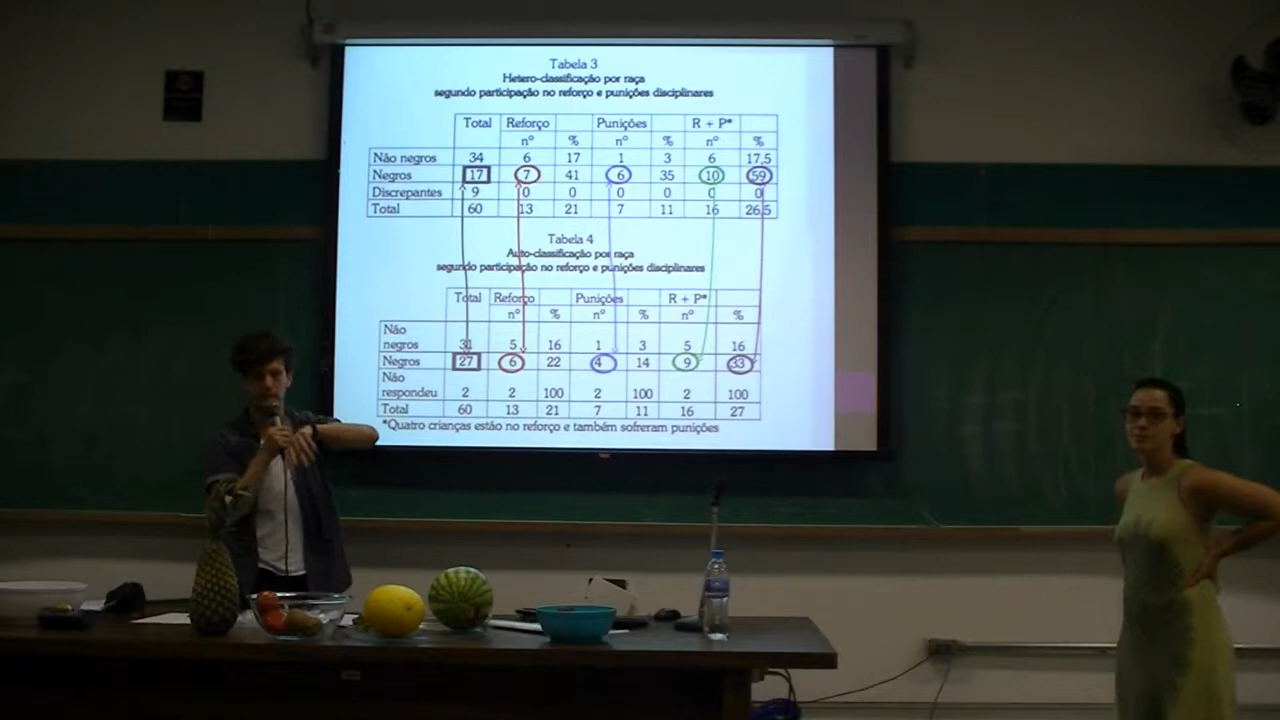 Tabela 3
Hetero-classificação por raça
segundo participação no reforço e punições disciplinares
Total Reforço Punições R + P*
nº % nº % nº %
Não negros 34 6 17 1 3 6 17,5
Negros 17 7 41 6 35 10 59
Discrepantes 9 0 0 0 0 0 0
Total 60 13 21 7 11 16 26,5
Tabela 4
Auto-classificação por raça
segundo participação no reforço e punições disciplinares
Total Reforço Punições R + P*
nº % nº % nº %
Não
negros 31 5 16 1 3 5 16
Negros 27 6 22 4 14 9 33
Não
respondeu 2 2 100 2 100 2 100
Total 60 13 21 7 11 16 27
*Quatro crianças estão no reforço e também sofreram punições